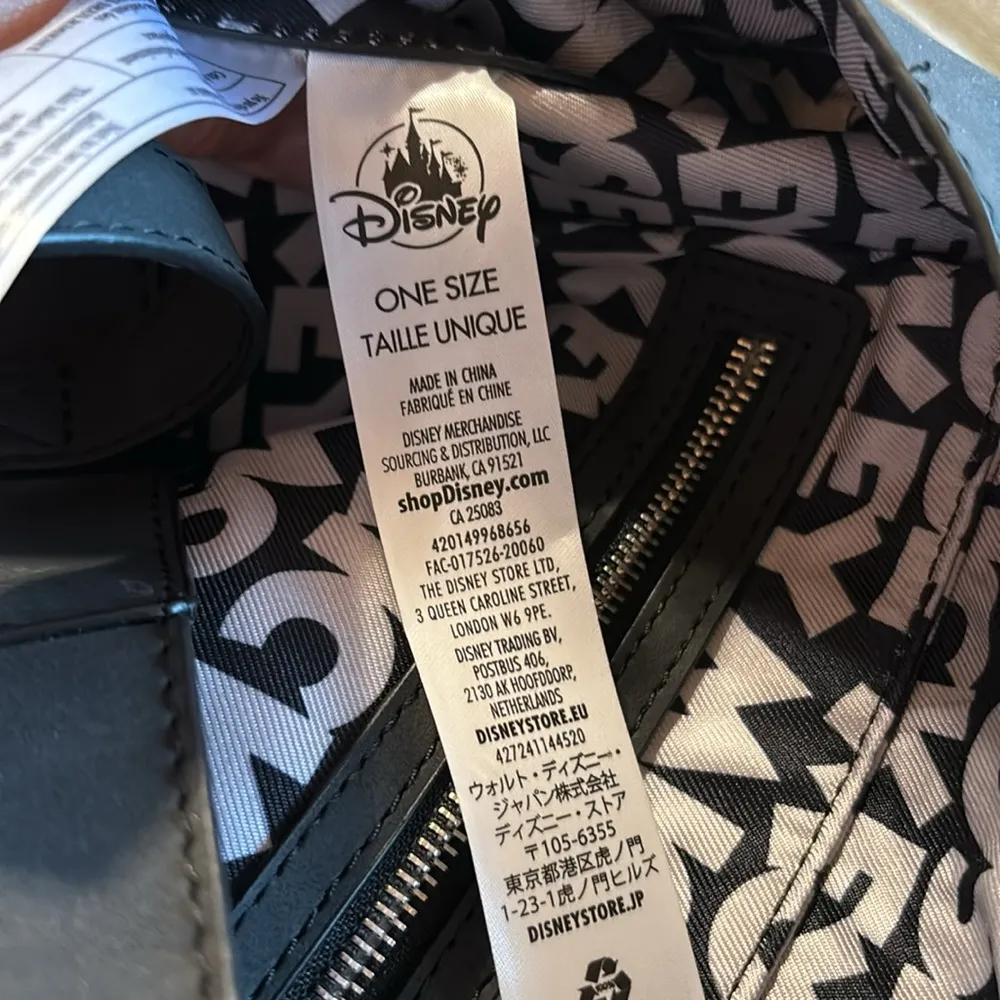 DISNEY
ONE SIZE
TAILLE UNIQUE
MADE IN CHINA
FABRIQUÉ EN CHINE
DISNEY MERCHANDISE
SOURCING & DISTRIBUTION, LLC
BURBANK, CA 91521
shopDisney.com
CA 25083
420149968656
FAC-017526-20060
THE DISNEY STORE LTD,
3 QUEEN CAROLINE STREET,
LONDON W6 9PE.
DISNEY TRADING BV,
POSTBUS 406,
2130 AK HOOFDDORP,
NETHERLANDS
DISNEYSTORE.EU
427241144520
ウォルト・ディズニー・
ジャパン株式会社
ディズニー・ストア
〒105-6355
東京都港区虎ノ門
1-23-1虎ノ門ヒルズ
DISNEYSTORE.JP